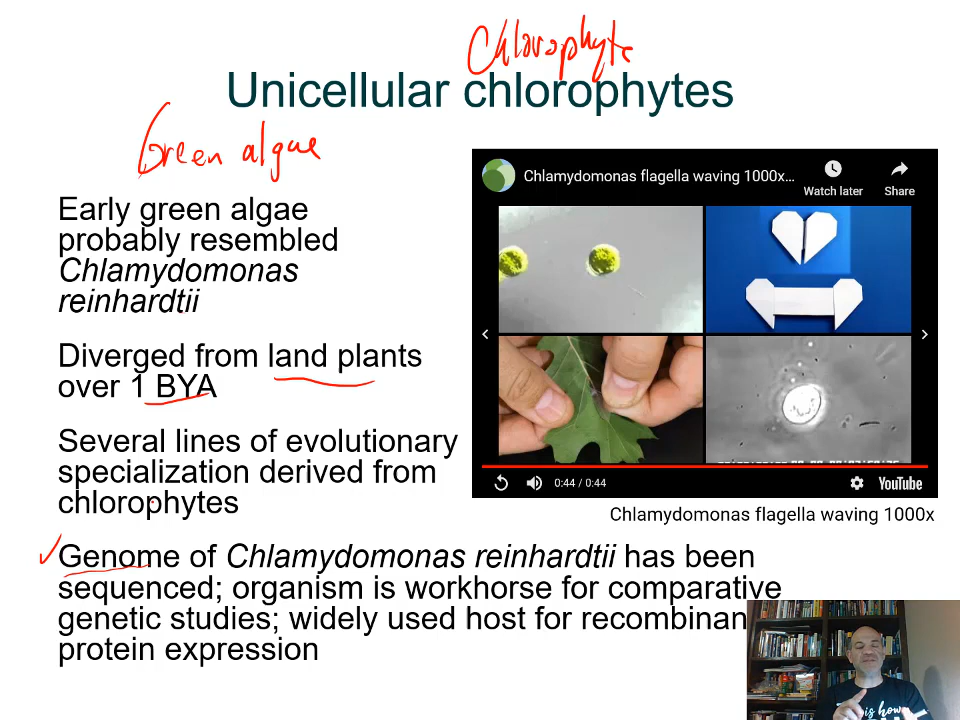 Chlorophyte
Unicellular chlorophytes
Green algae
Early green algae
probably resembled
Chlamydomonas
reinhardtii
Diverged from land plants
over 1 BYA
Several lines of evolutionary
specialization derived from
chlorophytes
Chlamydomonas flagella waving 1000x...
Watch later
Share
0:44 / 0:44
YouTube
Chlamydomonas flagella waving 1000x
Genome of Chlamydomonas reinhardtii has been
sequenced; organism is workhorse for comparative
genetic studies; widely used host for recombinan
protein expression
is how